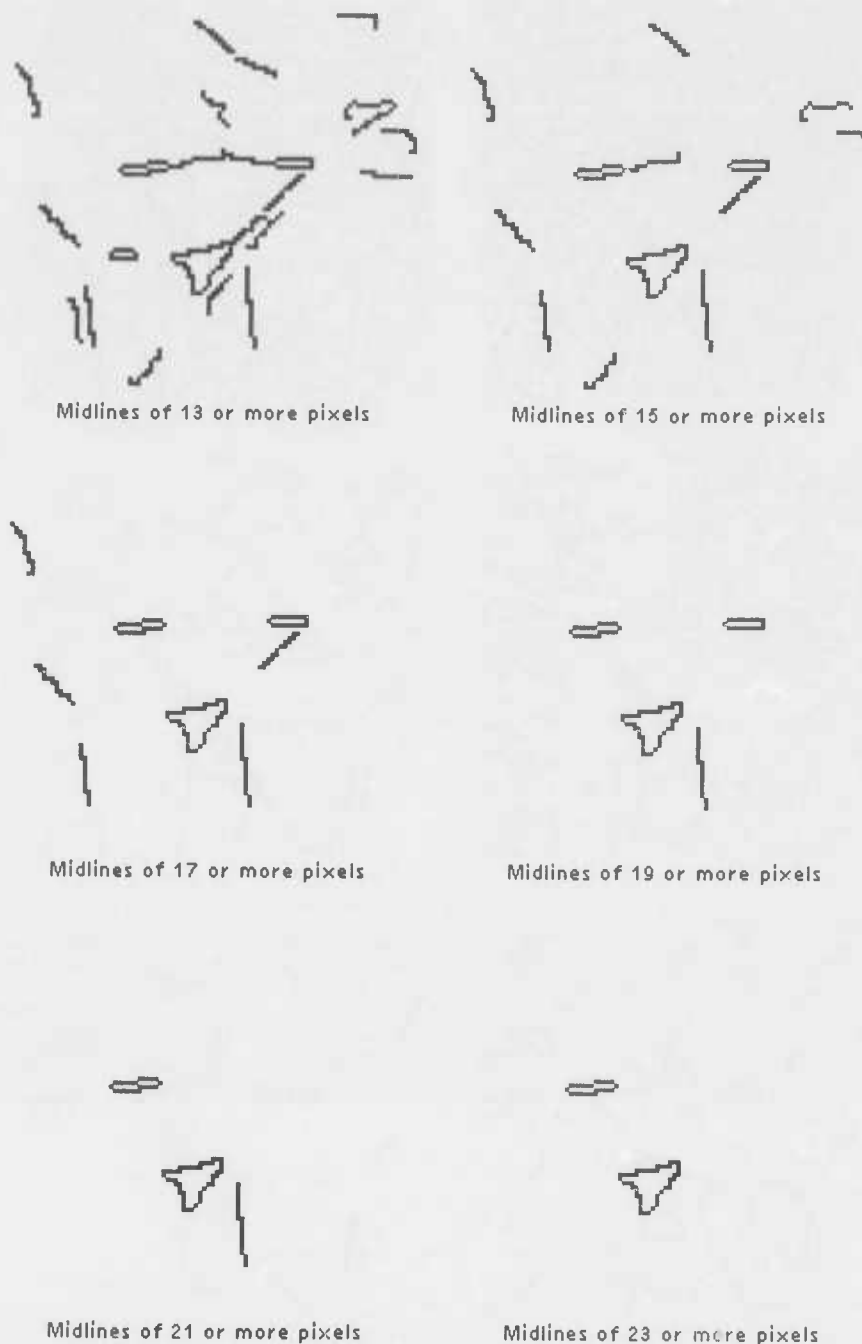 Midlines of 13 or more pixels
Midlines of 15 or more pixels
Midlines of 17 or more pixels
Midlines of 19 or more pixels
Midlines of 21 or more pixels
Midlines of 23 or more pixels